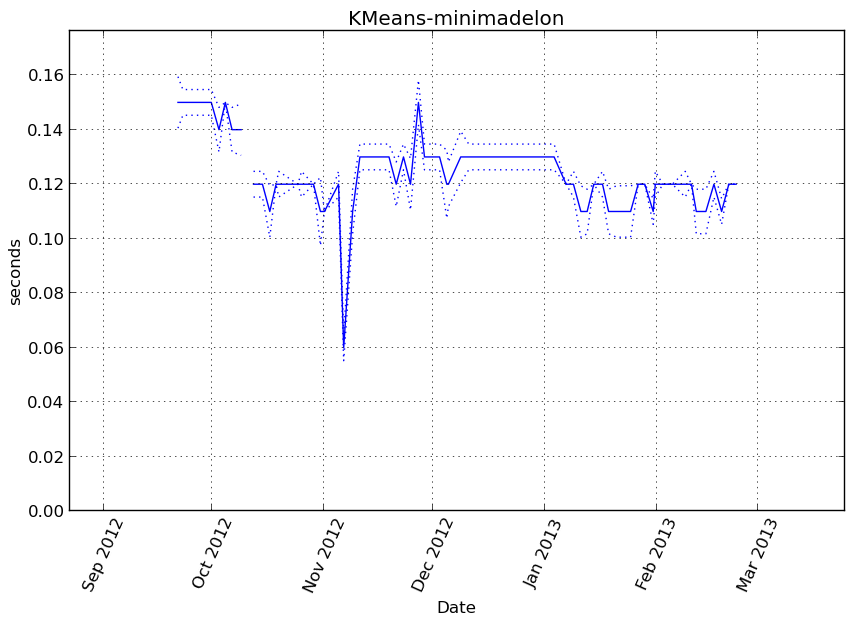 KMeans-minimadelon
0.16
0.14
0.12
0.10
0.08
0.06
0.04
0.02
0.00
seconds
Sep 2012
Oct 2012
Nov 2012
Dec 2012
Jan 2013
Feb 2013
Mar 2013
Date